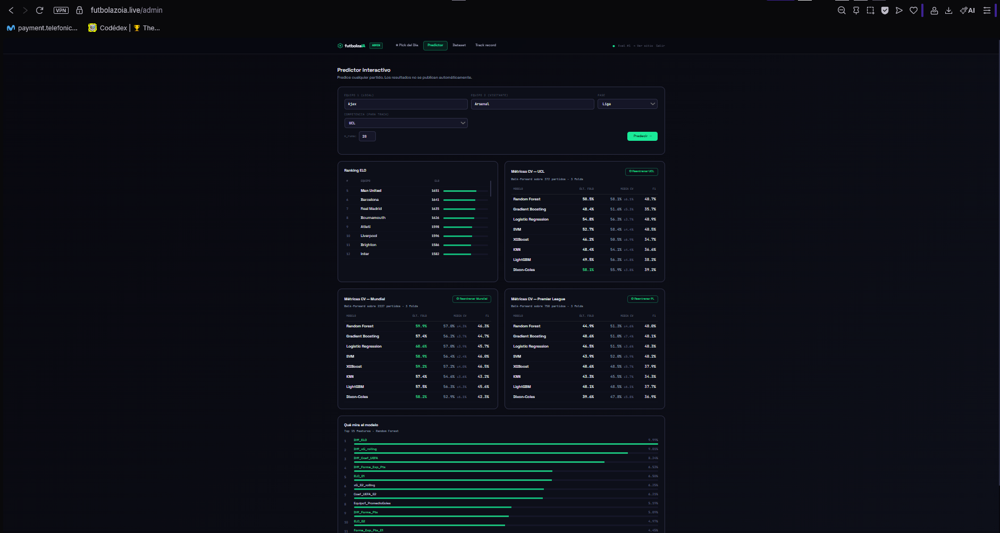 VPN futbolazoia.live/admin AI
payment.telefonic... Codédex | 🏆 The...
futbolzaIA ADMIN ★ Pick del Día Predictor Dataset Track record Eval #1 → Ver sitio Salir
Predictor interactivo
Predice cualquier partido. Los resultados no se publican automáticamente.
EQUIPO 1 (LOCAL) EQUIPO 2 (VISITANTE) FASE
Ajax Arsenal Liga
COMPETENCIA (PARA TRACK)
UCL
n_runs: 20 Predecir →
Ranking ELO
# EQUIPO ELO
5 Man United 1651
6 Barcelona 1641
7 Real Madrid 1635
8 Bournemouth 1626
9 Atleti 1598
10 Liverpool 1596
11 Brighton 1586
12 Inter 1582
Métricas CV — UCL Reentrenar UCL
Walk-forward sobre 372 partidos · 3 folds
MODELO ÚLT. FOLD MEDIA CV F1
Random Forest 50.5% 58.1% ±6.1% 40.7%
Gradient Boosting 48.4% 51.6% ±5.3% 35.7%
Logistic Regression 54.8% 56.3% ±3.7% 40.9%
SVM 52.7% 58.4% ±4.4% 40.5%
XGBoost 46.2% 50.5% ±6.9% 34.7%
KNN 48.4% 54.1% ±4.4% 36.6%
LightGBM 49.5% 56.3% ±4.8% 38.2%
Dixon-Coles 58.1% 55.9% ±3.8% 39.2%
Métricas CV — Mundial Reentrenar Mundial
Walk-forward sobre 2337 partidos · 3 folds
MODELO ÚLT. FOLD MEDIA CV F1
Random Forest 59.9% 57.0% ±4.3% 46.3%
Gradient Boosting 57.4% 56.2% ±3.7% 44.7%
Logistic Regression 60.6% 57.0% ±3.9% 45.7%
SVM 58.9% 56.4% ±2.4% 46.0%
XGBoost 59.2% 57.2% ±4.0% 46.5%
KNN 57.4% 54.6% ±3.6% 43.2%
LightGBM 57.5% 56.3% ±4.3% 45.6%
Dixon-Coles 58.2% 52.9% ±6.1% 42.3%
Métricas CV — Premier League Reentrenar PL
Walk-forward sobre 750 partidos · 3 folds
MODELO ÚLT. FOLD MEDIA CV F1
Random Forest 44.9% 51.3% ±4.6% 40.0%
Gradient Boosting 40.6% 51.0% ±7.4% 40.1%
Logistic Regression 46.5% 51.5% ±3.6% 40.3%
SVM 43.9% 52.0% ±5.9% 40.2%
XGBoost 40.6% 48.5% ±5.7% 37.9%
KNN 43.3% 45.5% ±1.7% 34.3%
LightGBM 40.1% 48.5% ±6.1% 37.7%
Dixon-Coles 39.6% 47.8% ±5.8% 36.9%
Qué mira el modelo
Top 15 features · Random Forest
1 Diff_ELO 9.99%
2 Diff_xG_rolling 9.01%
3 Diff_Coef_UEFA 8.24%
4 Diff_Forma_Exp_Pts 6.53%
5 ELO_E1 6.50%
6 xG_E2_rolling 6.25%
7 Coef_UEFA_E2 6.21%
8 Equipo1_PromedioGoles 5.19%
9 Diff_Forma_Pts 5.09%
10 ELO_E2 4.97%
11 Forma_Exp_Pts_E1 4.45%